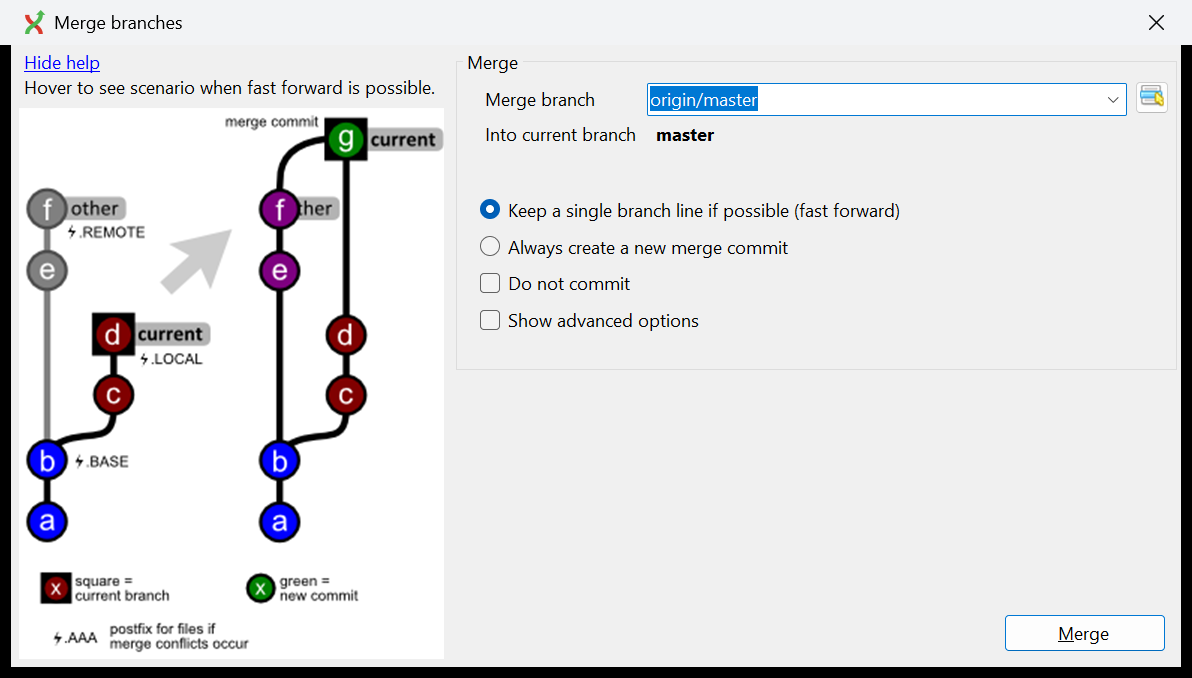 Merge branches
Hide help
Hover to see scenario when fast forward is possible.
merge commit
g current
f other
.REMOTE
f ther
e
e
d current
.LOCAL
d
c
c
b .BASE
b
a
a
x square =
current branch
x green =
new commit
.AAA postfix for files if
merge conflicts occur
Merge
Merge branch origin/master
Into current branch master
Keep a single branch line if possible (fast forward)
Always create a new merge commit
Do not commit
Show advanced options
Merge